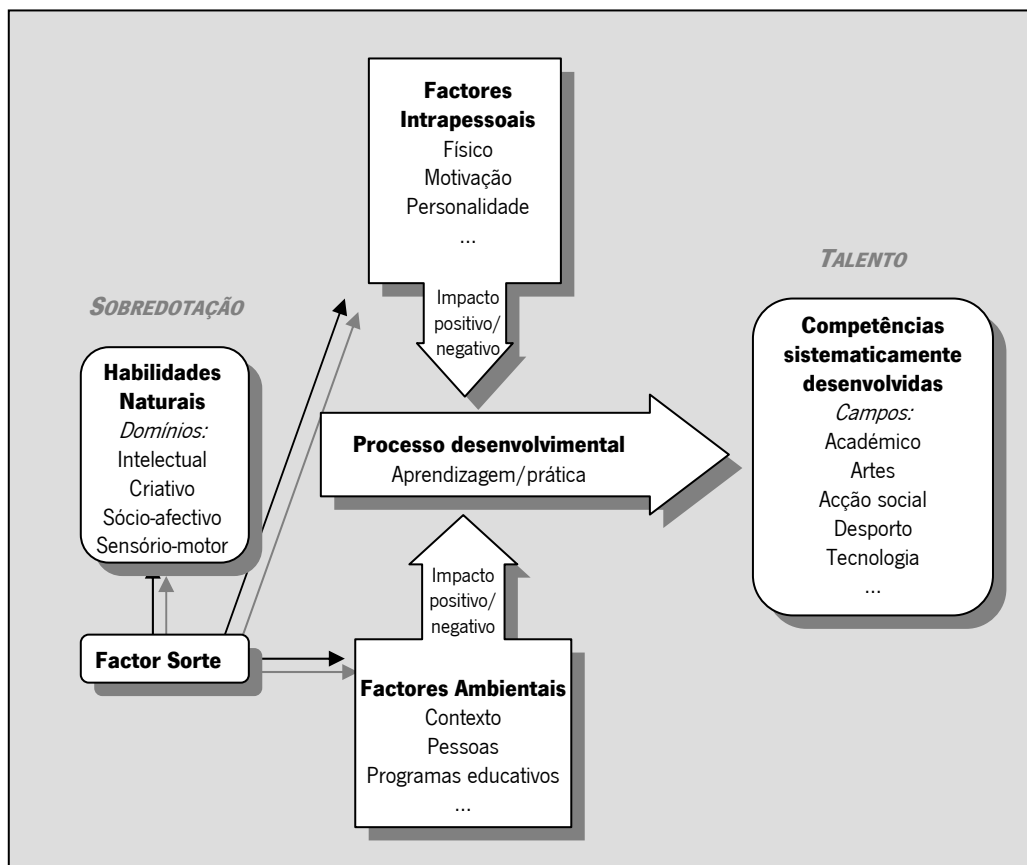 Factores
Intrapessoais
Físico
Motivação
Personalidade
...
Impacto
positivo/
negativo
SOBREDOTAÇÃO
Habilidades
Naturais
Domínios:
Intelectual
Criativo
Sócio-afectivo
Sensório-motor
Factor Sorte
Processo desenvolvimental
Aprendizagem/prática
Impacto
positivo/
negativo
Factores Ambientais
Contexto
Pessoas
Programas educativos
...
TALENTO
Competências
sistematicamente
desenvolvidas
Campos:
Académico
Artes
Acção social
Desporto
Tecnologia
...